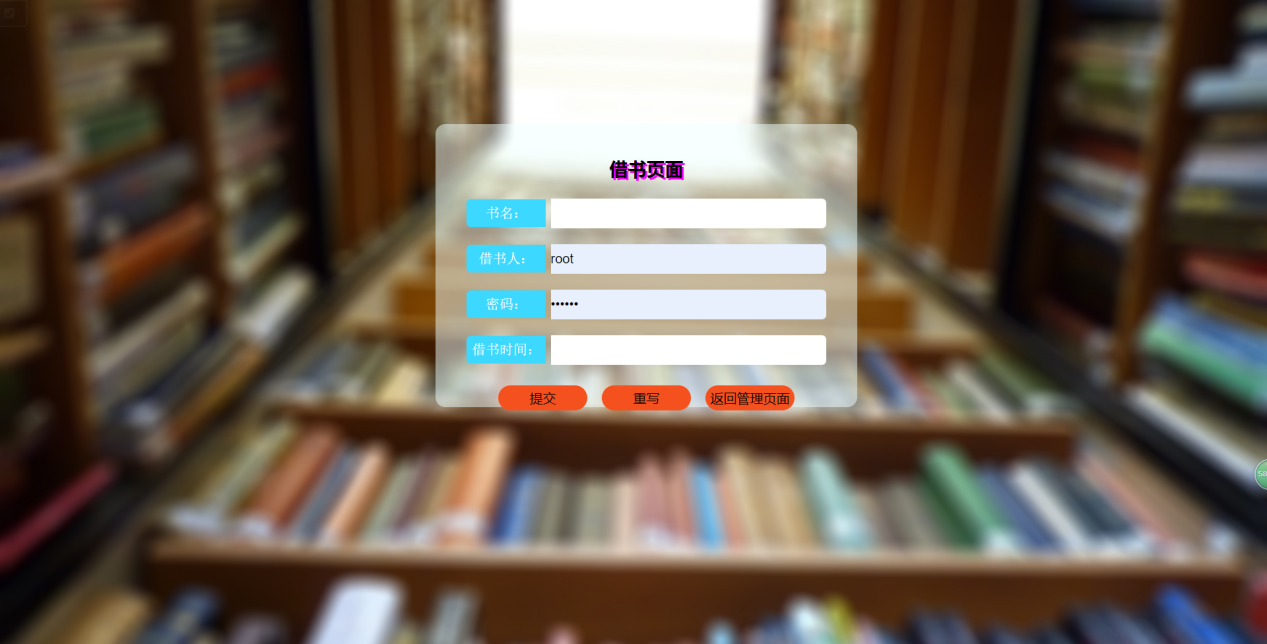 借书页面
书名：
借书人： root
密码： ••••••
借书时间：
提交 重写 返回管理页面